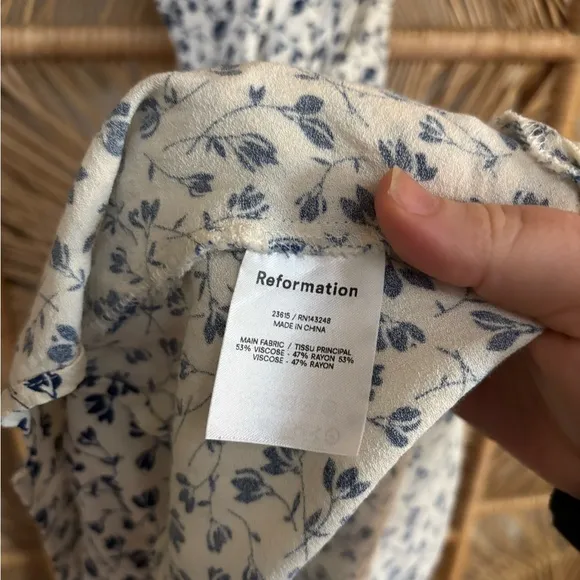 Reformation
23615 / RN143248
MADE IN CHINA
MAIN FABRIC / TISSU PRINCIPAL
53% VISCOSE - 47% RAYON 53%
VISCOSE - 47% RAYON